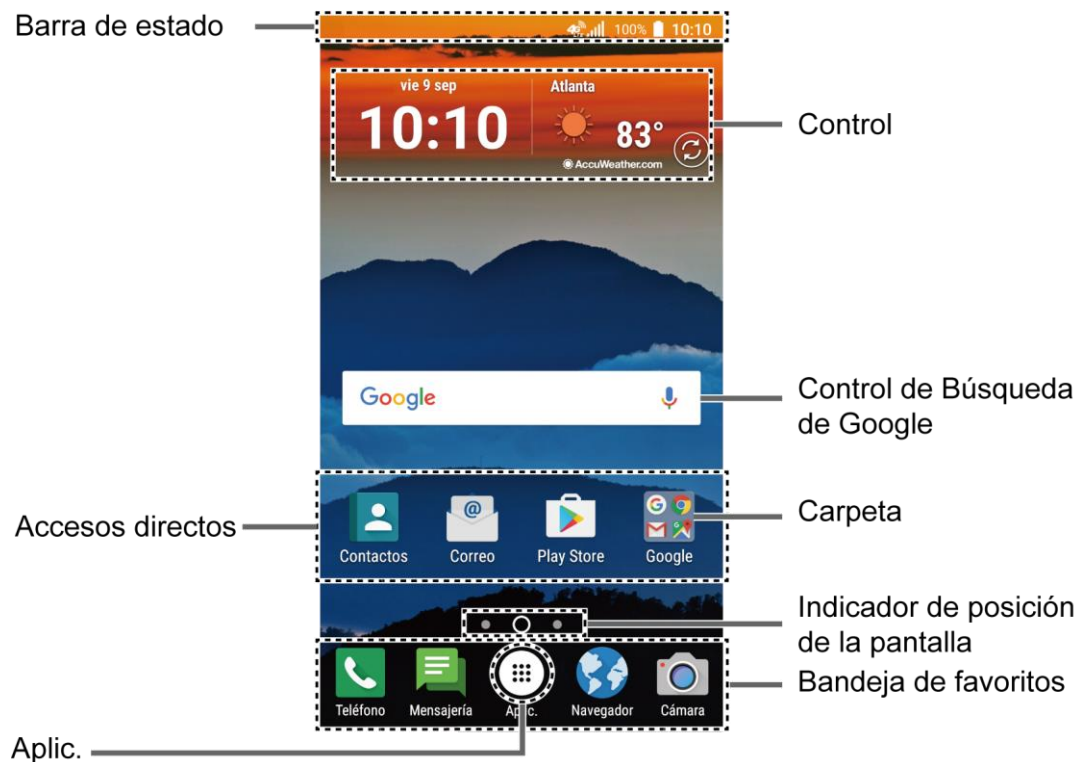 Barra de estado
4G 100% 10:10
vie 9 sep
10:10
Atlanta
83°
AccuWeather.com
Control
Google
Control de Búsqueda
de Google
Accesos directos
@
G
Contactos
Correo
Play Store
Google
Carpeta
Indicador de posición
de la pantalla
Teléfono
Mensajería
Aplic.
Navegador
Cámara
Bandeja de favoritos
Aplic.